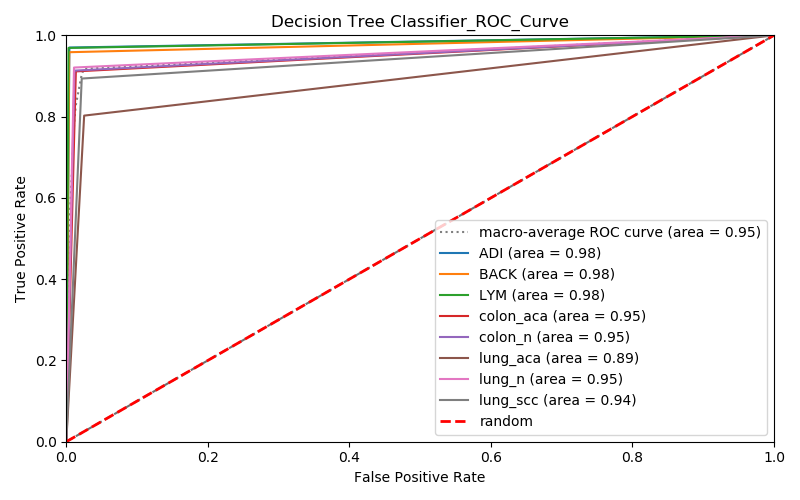 Decision Tree Classifier_ROC_Curve
1.0
0.8
0.6
0.4
0.2
0.0
True Positive Rate
macro-average ROC curve (area = 0.95)
ADI (area = 0.98)
BACK (area = 0.98)
LYM (area = 0.98)
colon_aca (area = 0.95)
colon_n (area = 0.95)
lung_aca (area = 0.89)
lung_n (area = 0.95)
lung_scc (area = 0.94)
random
0.0 0.2 0.4 0.6 0.8 1.0
False Positive Rate